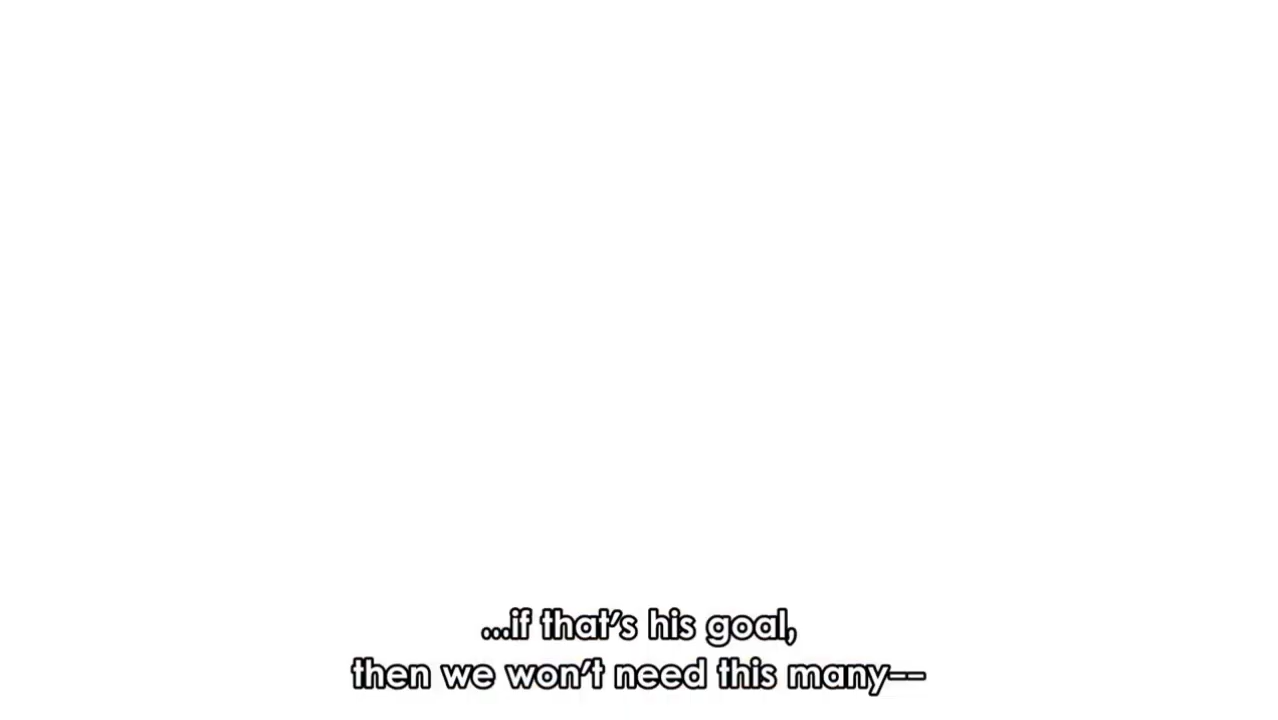 ...if that's his goal,
then we won't need this many--